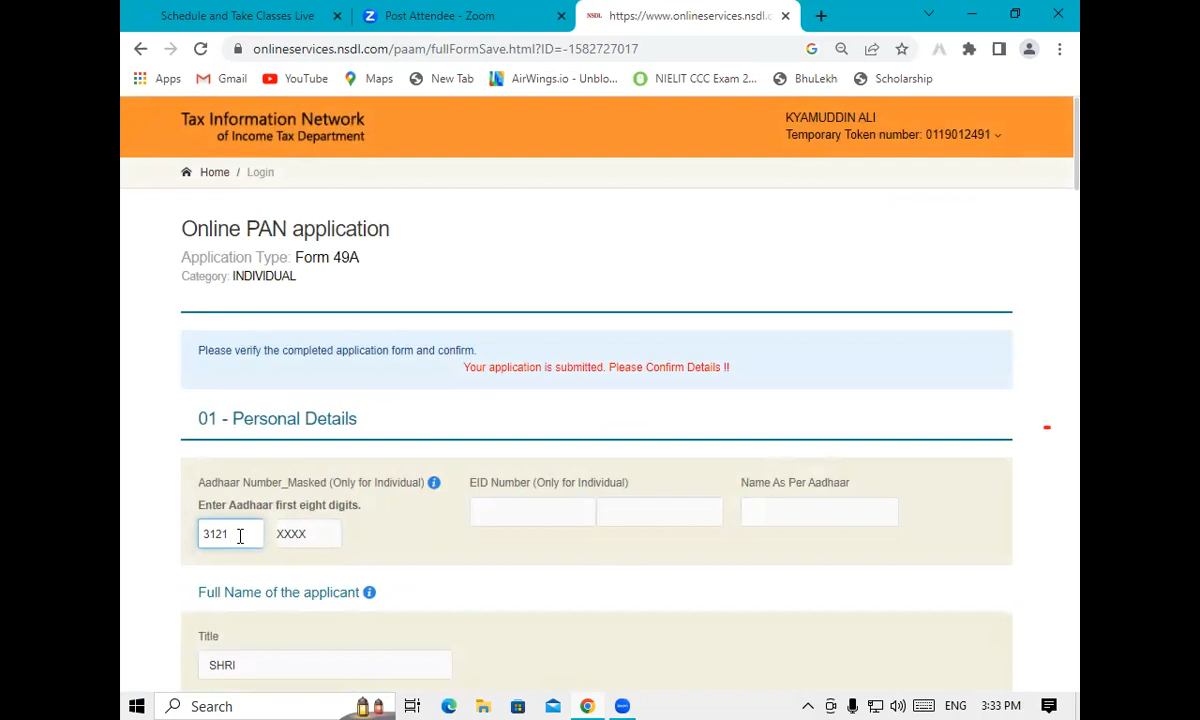 Schedule and Take Classes Live
Post Attendee - Zoom
NSDL https://www.onlineservices.nsdl.c
onlineservices.nsdl.com/paam/fullFormSave.html?ID=-1582727017
Apps Gmail YouTube Maps New Tab AirWings.io - Unblo... NIELIT CCC Exam 2... BhuLekh Scholarship
Tax Information Network
of Income Tax Department
KYAMUDDIN ALI
Temporary Token number: 0119012491
Home / Login
Online PAN application
Application Type: Form 49A
Category: INDIVIDUAL
Please verify the completed application form and confirm.
Your application is submitted. Please Confirm Details !!
01 - Personal Details
Aadhaar Number_Masked (Only for Individual) EID Number (Only for Individual) Name As Per Aadhaar
Enter Aadhaar first eight digits.
3121 XXXX
Full Name of the applicant
Title
SHRI
Search ENG 3:33 PM